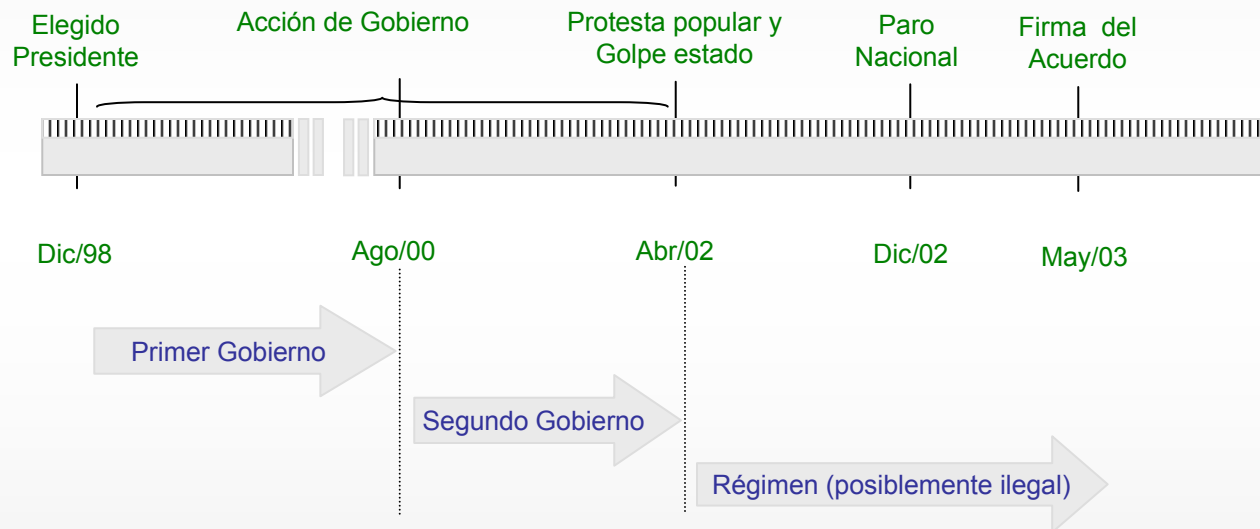 Elegido
Presidente
Acción de Gobierno
Protesta popular y
Golpe estado
Paro
Nacional
Firma del
Acuerdo
Dic/98
Ago/00
Abr/02
Dic/02
May/03
Primer Gobierno
Segundo Gobierno
Régimen (posiblemente ilegal)